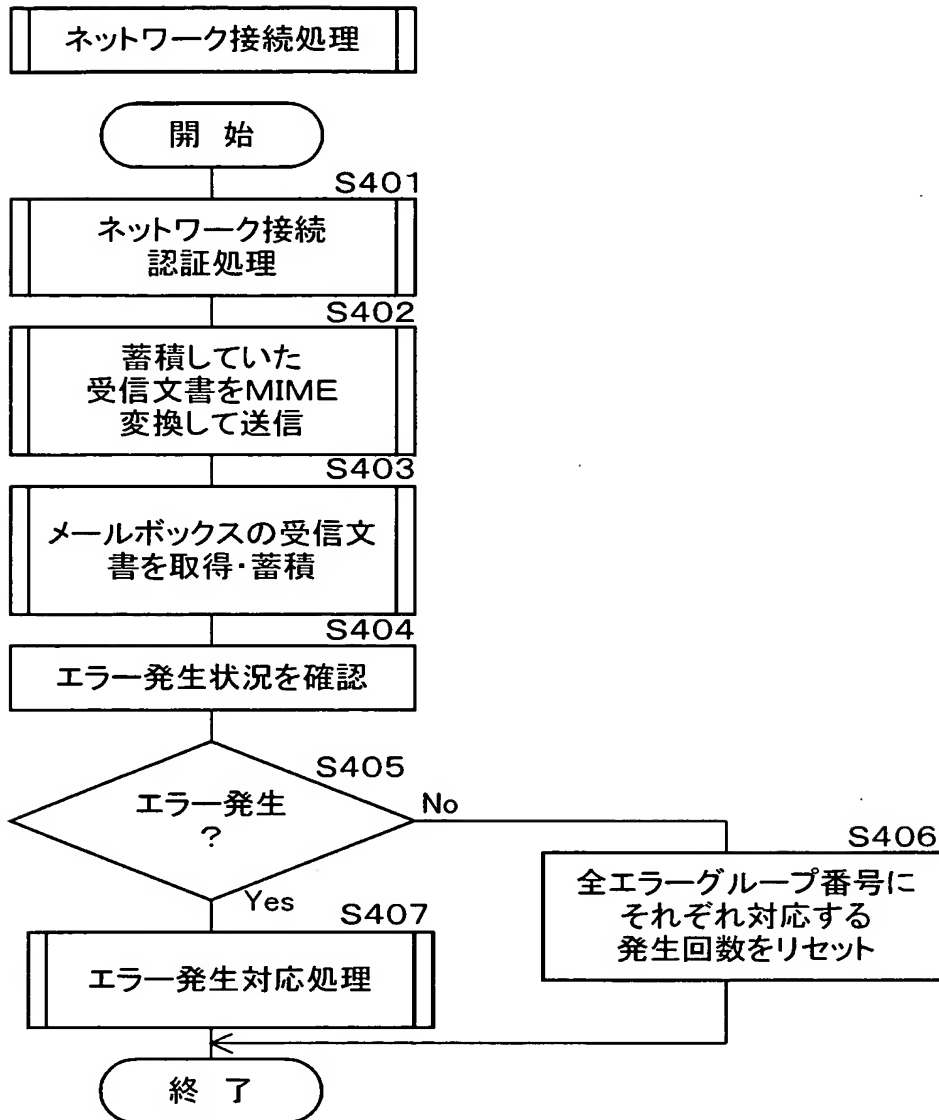 ネットワーク接続処理
開 始
S401
ネットワーク接続
認証処理
S402
蓄積していた
受信文書をMIME
変換して送信
S403
メールボックスの受信文
書を取得・蓄積
S404
エラー発生状況を確認
S405
エラー発生
?
No
Yes
S406
全エラーグループ番号に
それぞれ対応する
発生回数をリセット
S407
エラー発生対応処理
終 了